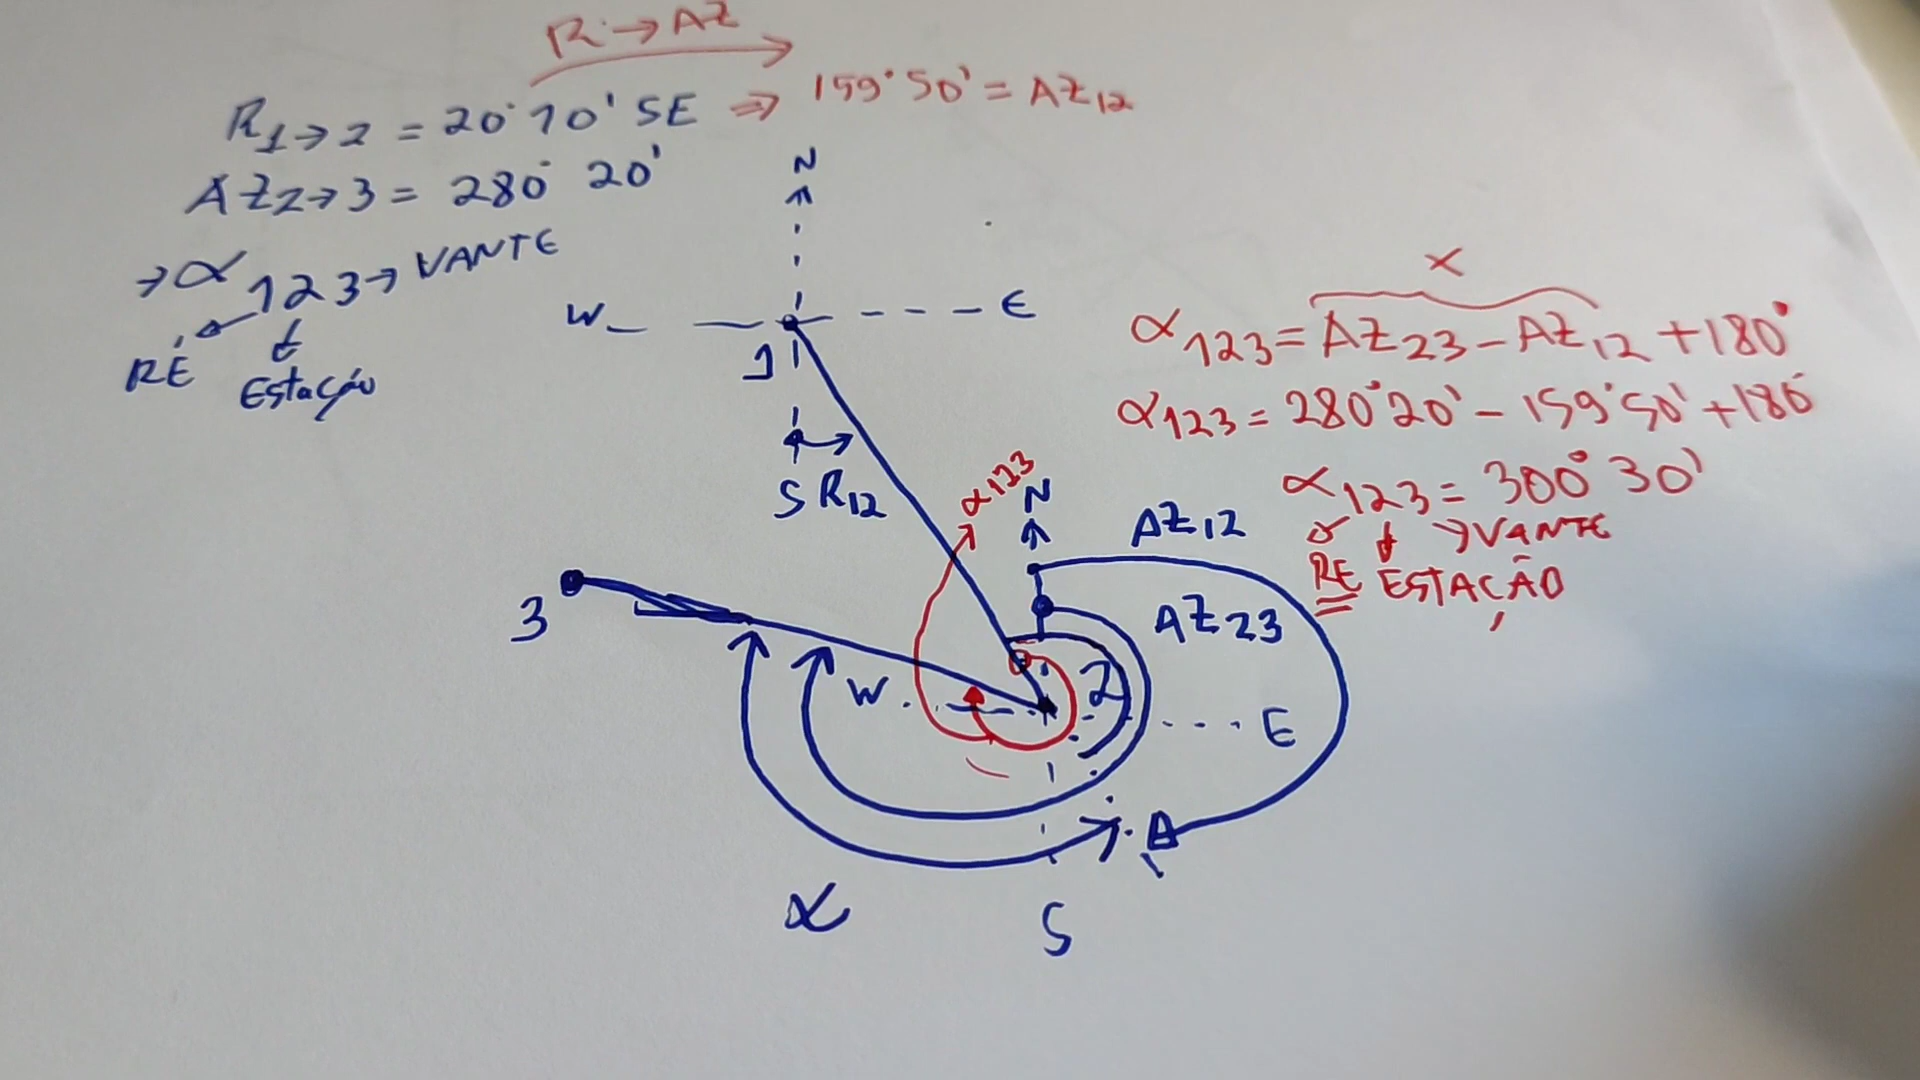 R → AZ
R1→2 = 20°10' SE ⇒ 159°50' = AZ12
AZ2→3 = 280° 20'
→ α 123 → VANTE
RÉ
Estação
N
W
E
1
S R12
α123
N
AZ12
AZ23
3
W
2
E
A
α
S
x
α123 = AZ23 - AZ12 + 180°
α123 = 280°20' - 159°50' + 180
α123 = 300°30'
VANTE
RE ESTAÇÃO